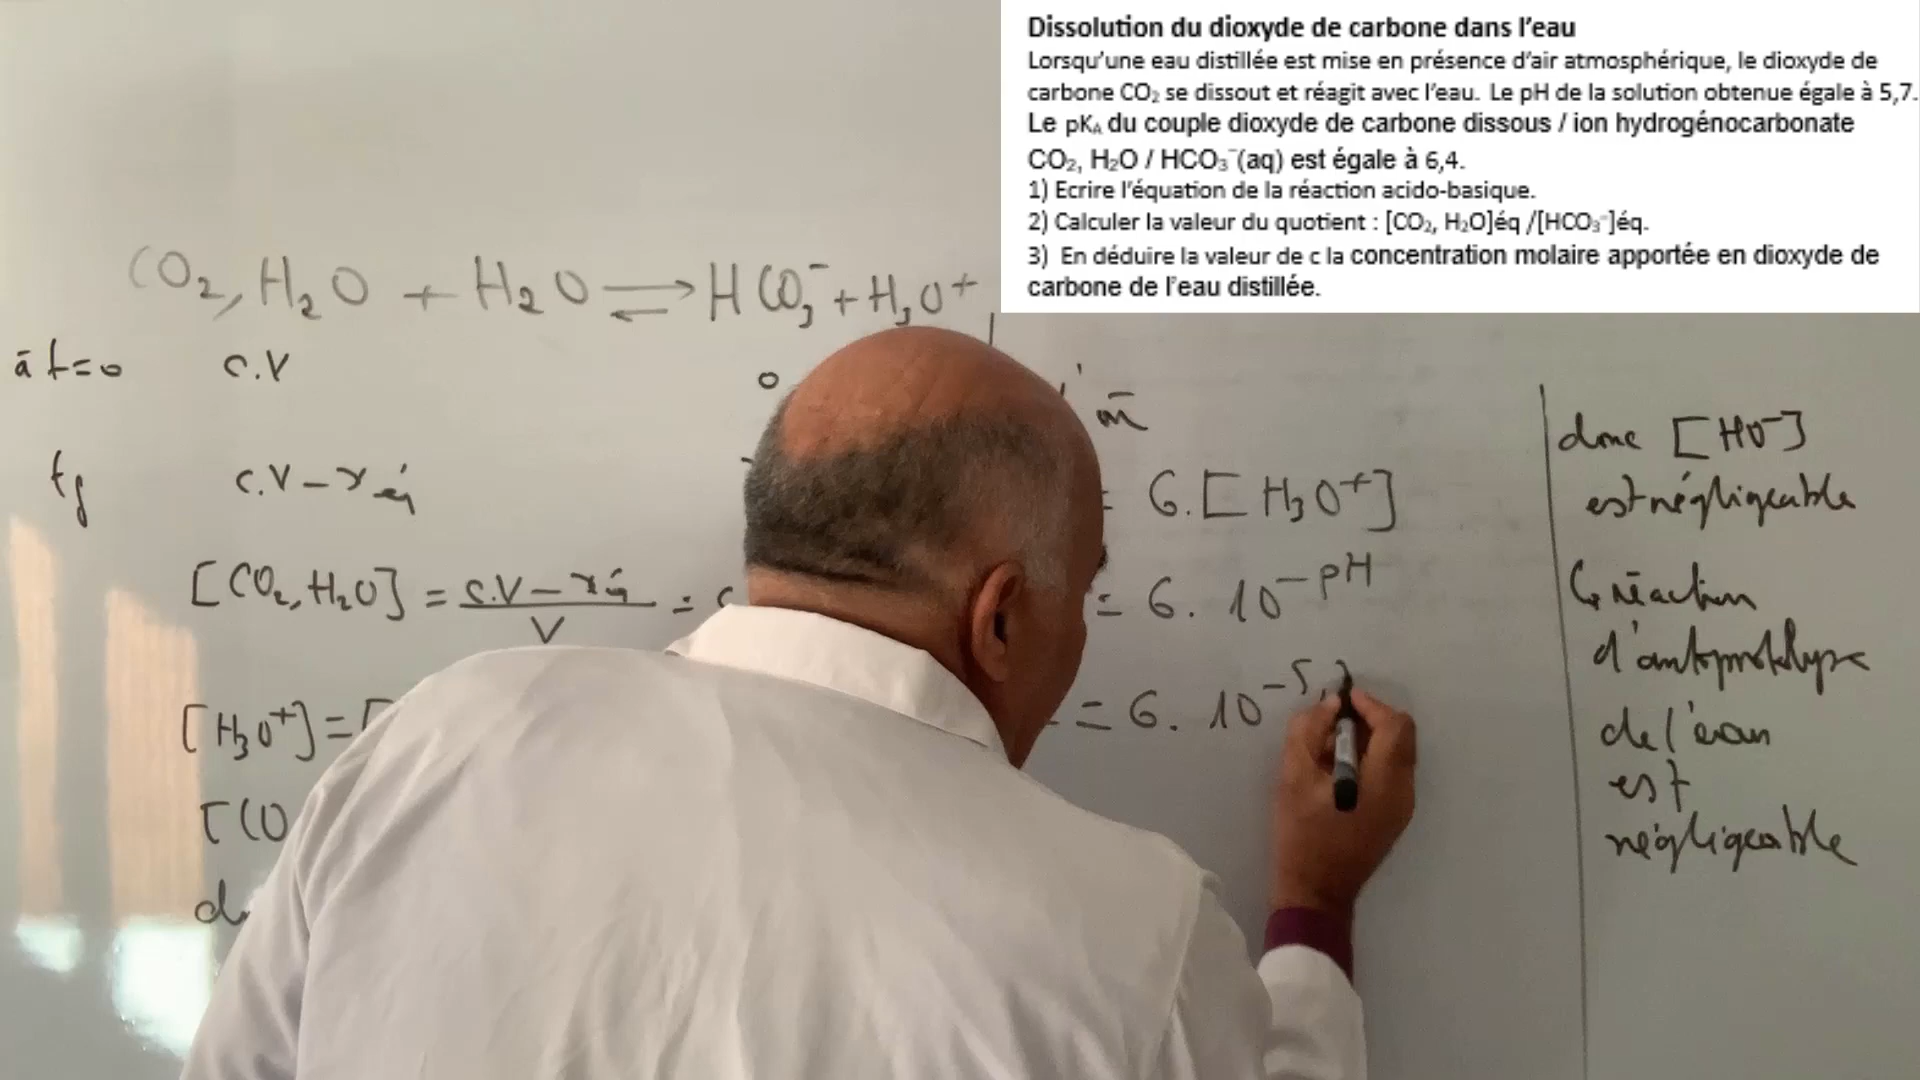 Dissolution du dioxyde de carbone dans l'eau
Lorsqu'une eau distillée est mise en présence d'air atmosphérique, le dioxyde de
carbone CO₂ se dissout et réagit avec l'eau. Le pH de la solution obtenue égale à 5,7.
Le pKA du couple dioxyde de carbone dissous / ion hydrogénocarbonate
CO₂, H₂O / HCO₃⁻(aq) est égale à 6,4.
1) Ecrire l'équation de la réaction acido-basique.
2) Calculer la valeur du quotient : [CO₂, H₂O]éq /[HCO₃⁻]éq.
3) En déduire la valeur de c la concentration molaire apportée en dioxyde de
carbone de l'eau distillée.
CO₂, H₂O + H₂O ⇌ HCO₃⁻ + H₃O⁺
à t=0 c.V 0
tf c.V - xéq
[CO₂, H₂O] = (c.V - xéq)/V =
[H₃O⁺] = [
[CO
= 6.[H₃O⁺]
= 6. 10^-pH
= 6. 10^-5,
donc [HO⁻]
est négligeable
↳ réaction
d'autoprotolyse
de l'eau
est
négligeable